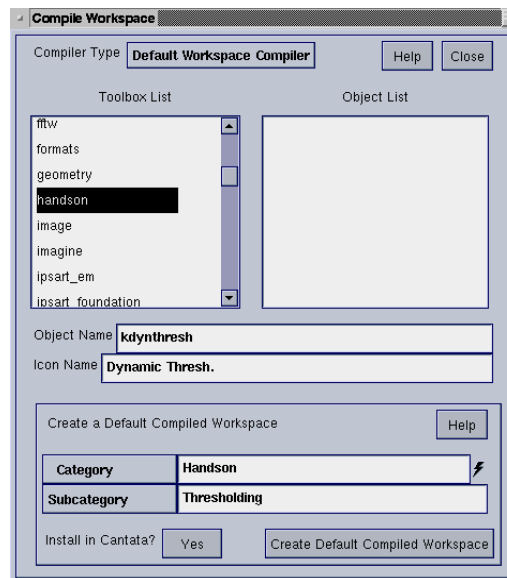 Compile Workspace
Compiler Type Default Workspace Compiler Help Close
Toolbox List Object List
fftw
formats
geometry
handson
image
imagine
ipsart_em
ipsart_foundation
Object Name kdynthresh
Icon Name Dynamic Thresh.
Create a Default Compiled Workspace Help
Category Handson
Subcategory Thresholding
Install in Cantata? Yes Create Default Compiled Workspace